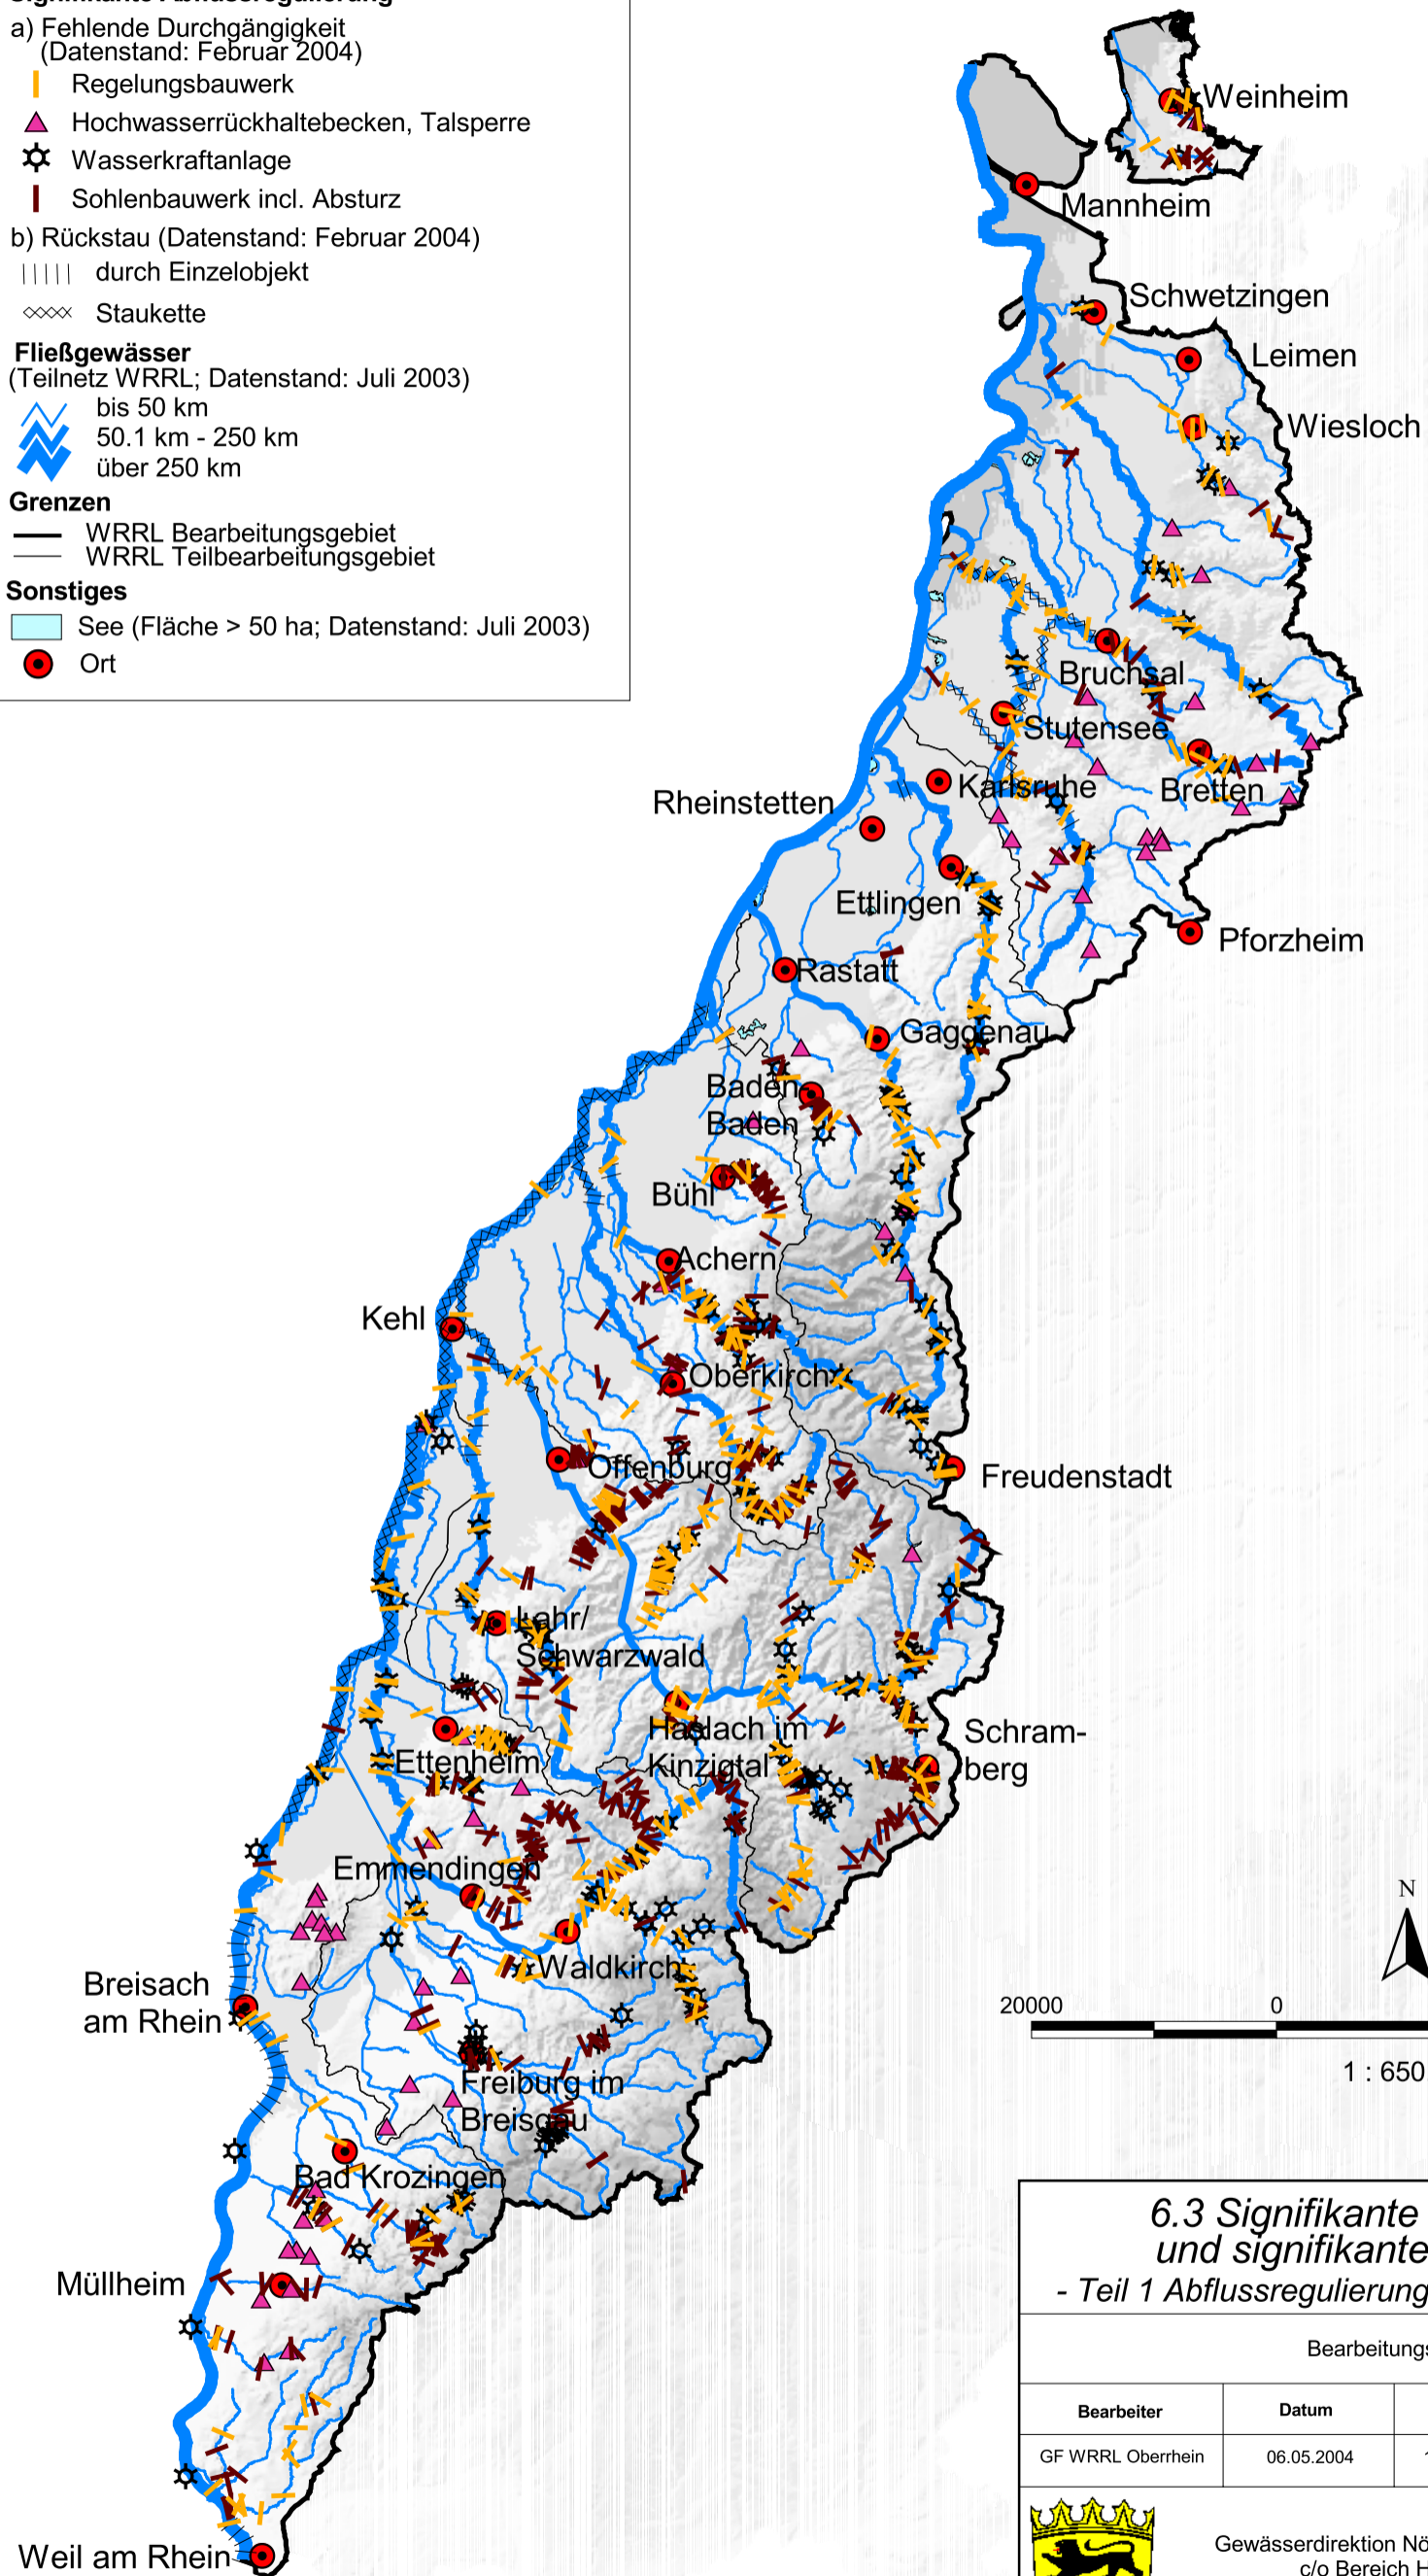 Signifikante Abflussregulierung
a) Fehlende Durchgängigkeit
(Datenstand: Februar 2004)
Regelungsbauwerk
Hochwasserrückhaltebecken, Talsperre
Wasserkraftanlage
Sohlenbauwerk incl. Absturz
b) Rückstau (Datenstand: Februar 2004)
durch Einzelobjekt
Staukette
Fließgewässer
(Teilnetz WRRL; Datenstand: Juli 2003)
bis 50 km
50.1 km - 250 km
über 250 km
Grenzen
WRRL Bearbeitungsgebiet
WRRL Teilbearbeitungsgebiet
Sonstiges
See (Fläche > 50 ha; Datenstand: Juli 2003)
Ort
Weinheim
Mannheim
Schwetzingen
Leimen
Wiesloch
Bruchsal
Stutensee
Karlsruhe
Bretten
Rheinstetten
Ettlingen
Pforzheim
Rastatt
Gaggenau
Baden-
Baden
Bühl
Achern
Kehl
Oberkirch
Offenburg
Freudenstadt
Lahr/
Schwarzwald
Haslach im
Kinzigtal
Schram-
berg
Ettenheim
Emmendingen
Waldkirch
Breisach
am Rhein
Freiburg im
Breisgau
Bad Krozingen
Müllheim
Weil am Rhein
N
20000 0
1 : 650
6.3 Signifikante
und signifikante
- Teil 1 Abflussregulierung
Bearbeitungs
Bearbeiter Datum
GF WRRL Oberrhein 06.05.2004
Gewässerdirektion Nö
c/o Bereich H